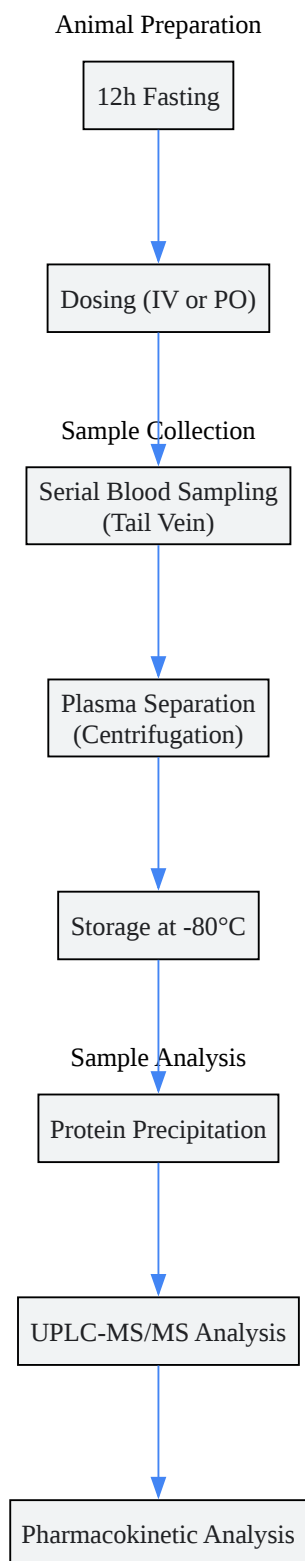 Animal Preparation
12h Fasting
Dosing (IV or PO)
Sample Collection
Serial Blood Sampling
(Tail Vein)
Plasma Separation
(Centrifugation)
Storage at -80°C
Sample Analysis
Protein Precipitation
UPLC-MS/MS Analysis
Pharmacokinetic Analysis